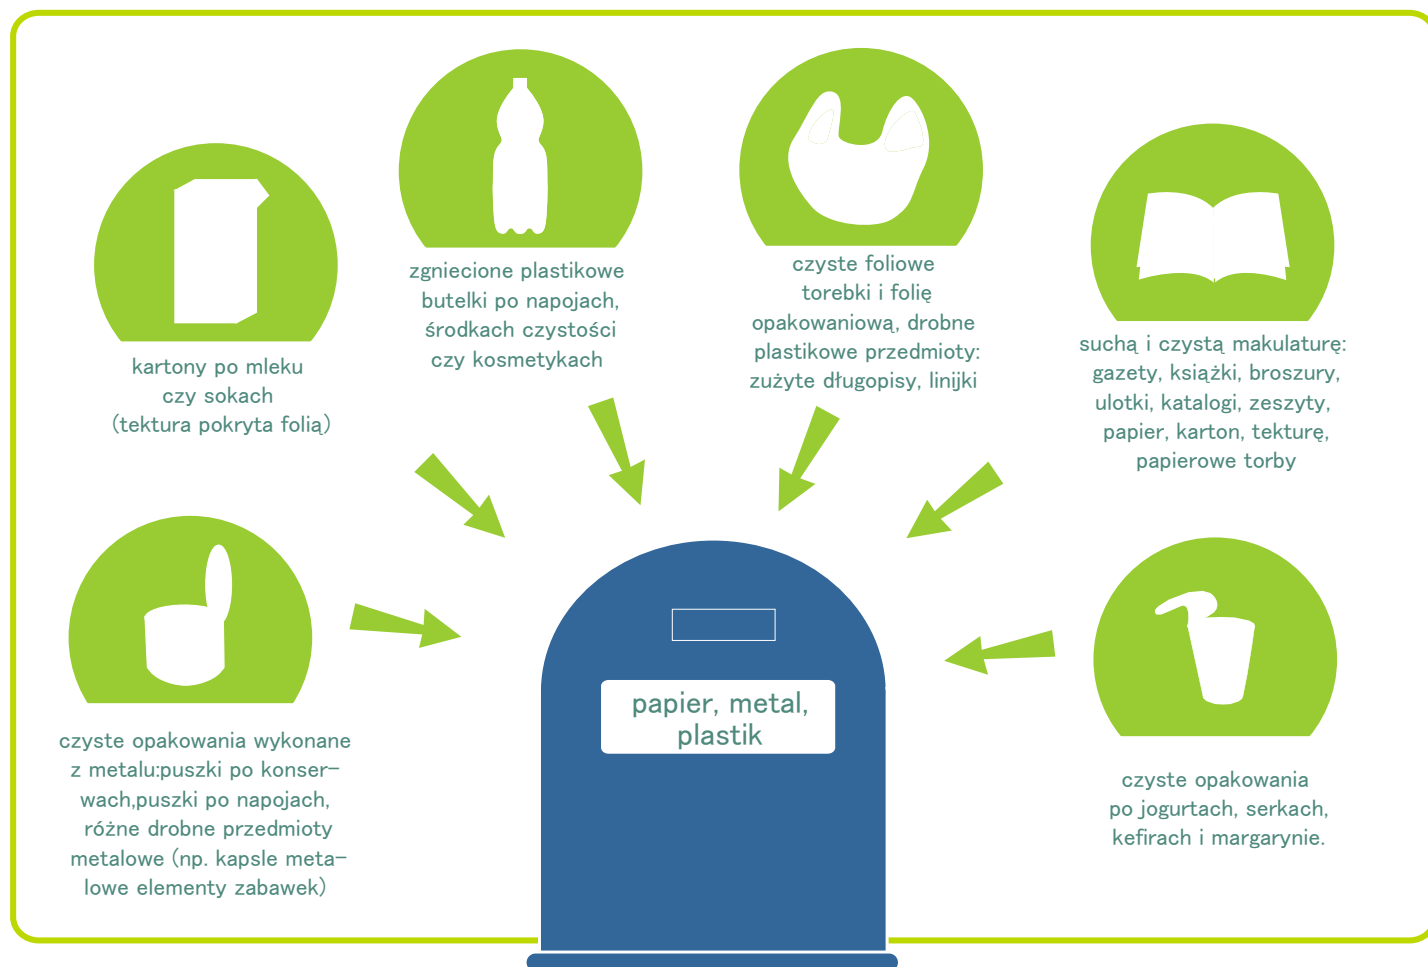 kartony po mleku
czy sokach
(tektura pokryta folią)
zgniecione plastikowe
butelki po napojach,
środkach czystości
czy kosmetykach
czyste foliowe
torebki i folię
opakowaniową, drobne
plastikowe przedmioty:
zużyte długopisy, linijki
suchą i czystą makulaturę:
gazety, książki, broszury,
ulotki, katalogi, zeszyty,
papier, karton, tekturę,
papierowe torby
czyste opakowania wykonane
z metalu:puszki po konser-
wach,puszki po napojach,
różne drobne przedmioty
metalowe (np. kapsle meta-
lowe elementy zabawek)
papier, metal,
plastik
czyste opakowania
po jogurtach, serkach,
kefirach i margarynie.